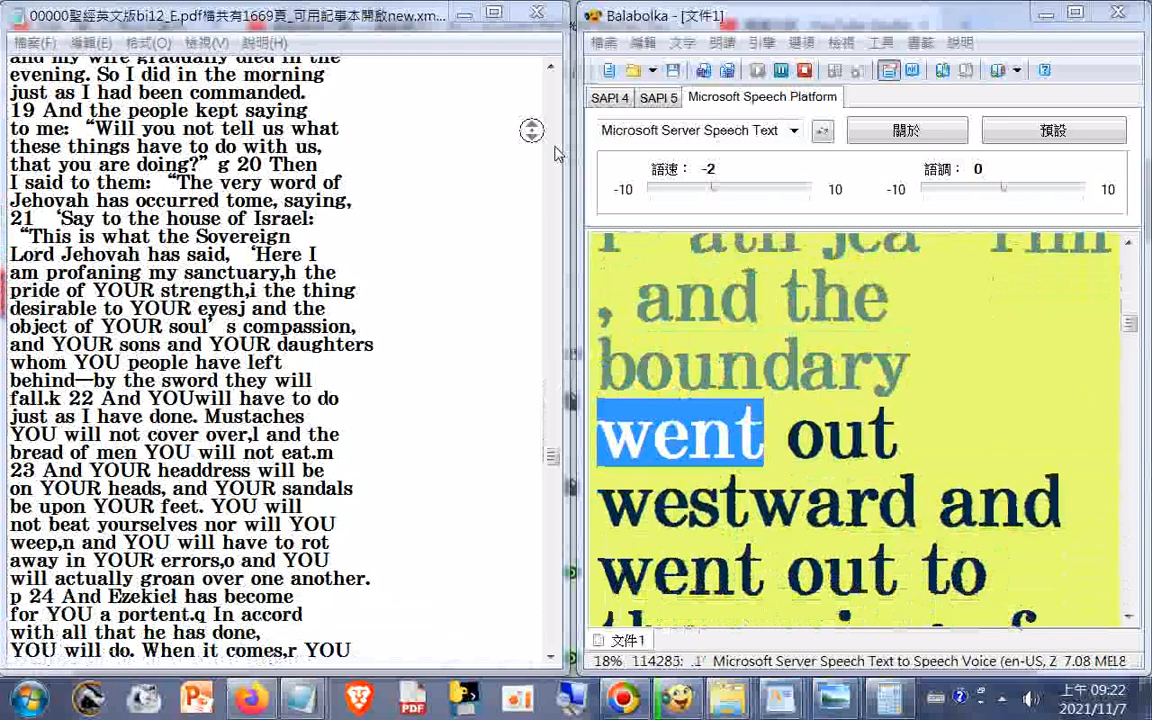 00000聖經英文版bi12_E.pdf檔共有1669頁_可用記事本開啟new.xm...
檔案(F) 編輯(E) 格式(O) 檢視(V) 說明(H)
and my wife gradually died in the
evening. So I did in the morning
just as I had been commanded.
19 And the people kept saying
to me: “Will you not tell us what
these things have to do with us,
that you are doing?” g 20 Then
I said to them: “The very word of
Jehovah has occurred tome, saying,
21 ‘Say to the house of Israel:
“This is what the Sovereign
Lord Jehovah has said, ‘Here I
am profaning my sanctuary,h the
pride of YOUR strength,i the thing
desirable to YOUR eyesj and the
object of YOUR soul’s compassion,
and YOUR sons and YOUR daughters
whom YOU people have left
behind—by the sword they will
fall.k 22 And YOUwill have to do
just as I have done. Mustaches
YOU will not cover over,l and the
bread of men YOU will not eat.m
23 And YOUR headdress will be
on YOUR heads, and YOUR sandals
be upon YOUR feet. YOU will
not beat yourselves nor will YOU
weep,n and YOU will have to rot
away in YOUR errors,o and YOU
will actually groan over one another.
p 24 And Ezekiel has become
for YOU a portent.q In accord
with all that he has done,
YOU will do. When it comes,r YOU
Balabolka - [文件1]
檔案 編輯 文字 朗讀 引擎 選項 檢視 工具 書籤 說明
SAPI 4 SAPI 5 Microsoft Speech Platform
Microsoft Server Speech Text 關於 預設
語速： -2 語調： 0
-10 10 -10 10
, and the
boundary
went out
westward and
went out to
文件1
18% 114283: Microsoft Server Speech Text to Speech Voice (en-US, Z 7.08 MEL8
上午 09:22
2021/11/7